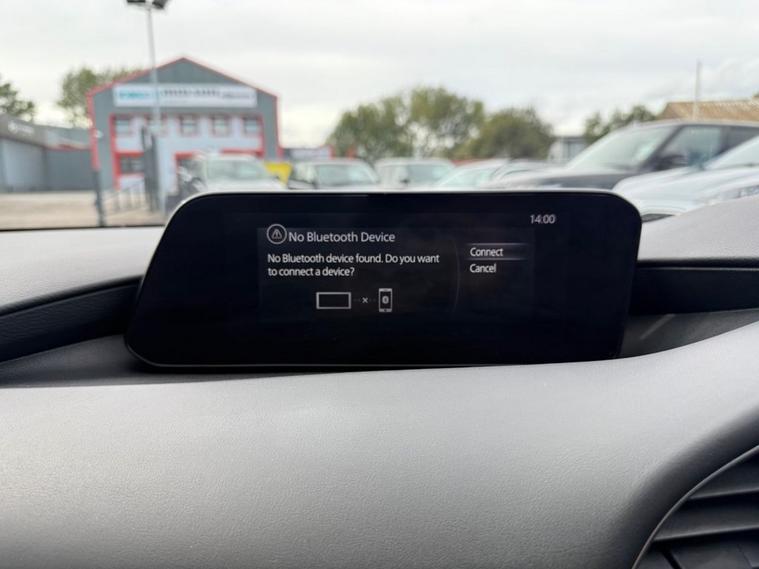 14:00
No Bluetooth Device
No Bluetooth device found. Do you want
to connect a device?
Connect
Cancel